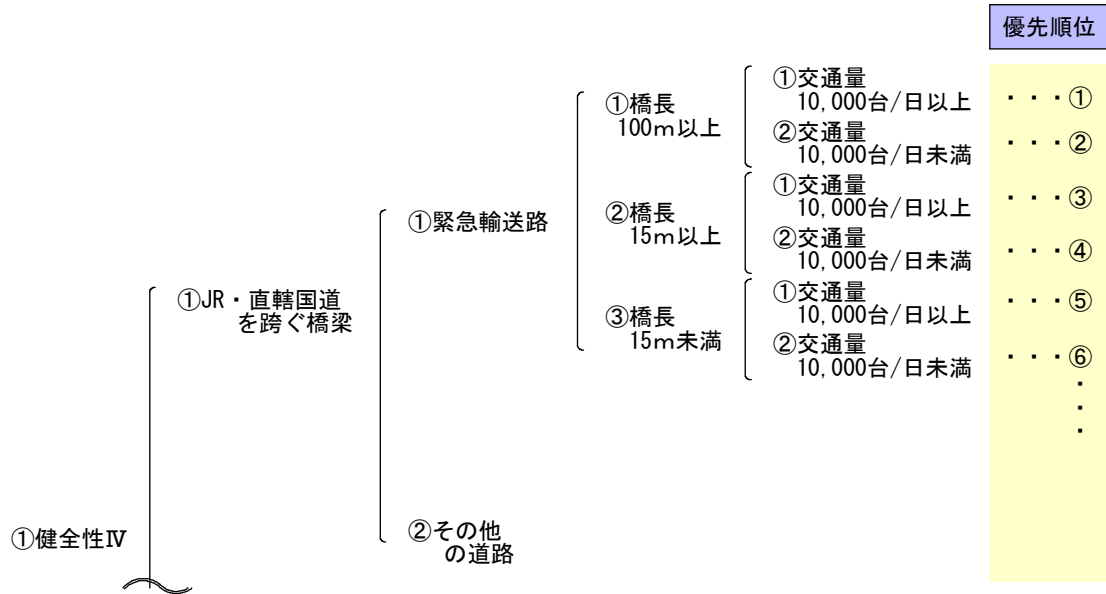 優先順位
①交通量
10,000台/日以上
・・・①
①橋長
100m以上
②交通量
10,000台/日未満
・・・②
①交通量
10,000台/日以上
・・・③
①緊急輸送路
②橋長
15m以上
②交通量
10,000台/日未満
・・・④
①JR・直轄国道
を跨ぐ橋梁
①交通量
10,000台/日以上
・・・⑤
③橋長
15m未満
②交通量
10,000台/日未満
・・・⑥
・
・
・
①健全性Ⅳ
②その他
の道路